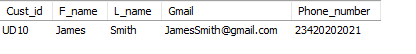 Cust_id F_name L_name Gmail Phone_number
UD10 James Smith JamesSmith@gmail.com 23420202021